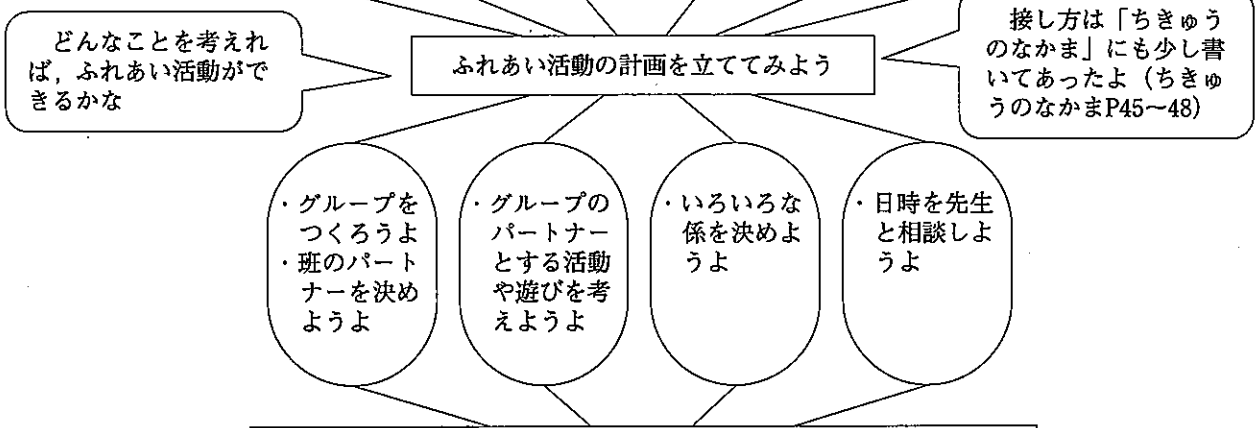 どんなことを考えれ
ば，ふれあい活動がで
きるかな
ふれあい活動の計画を立ててみよう
接し方は「ちきゅう
のなかま」にも少し書
いてあったよ（ちきゅ
うのなかまP45～48）
・グループを
つくろうよ
・班のパート
ナーを決め
ようよ
・グループの
パートナー
とする活動
や遊びを考
えようよ
・いろいろな
係を決めよ
うよ
・日時を先生
と相談しよ
うよ